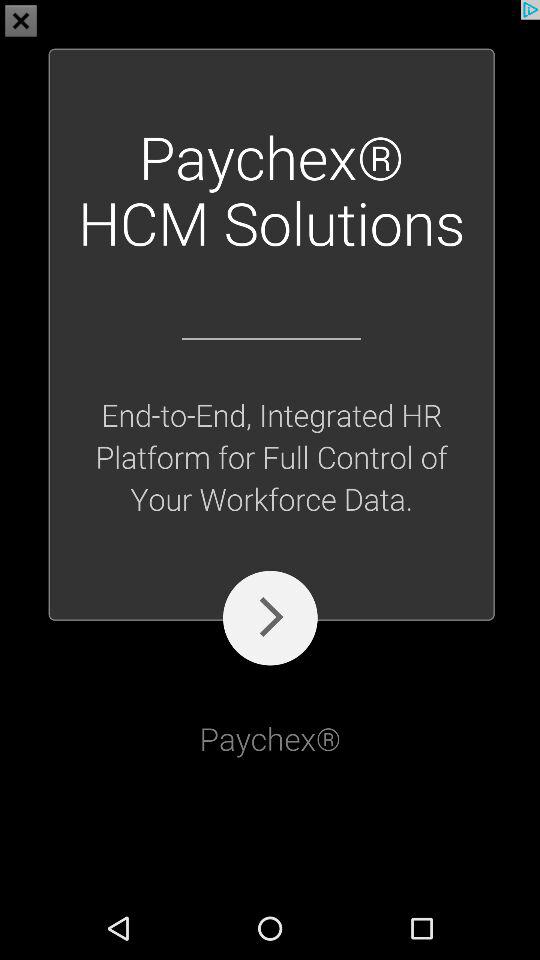 Paychex®
HCM Solutions
End-to-End, Integrated HR
Platform for Full Control of
Your Workforce Data.
Paychex®